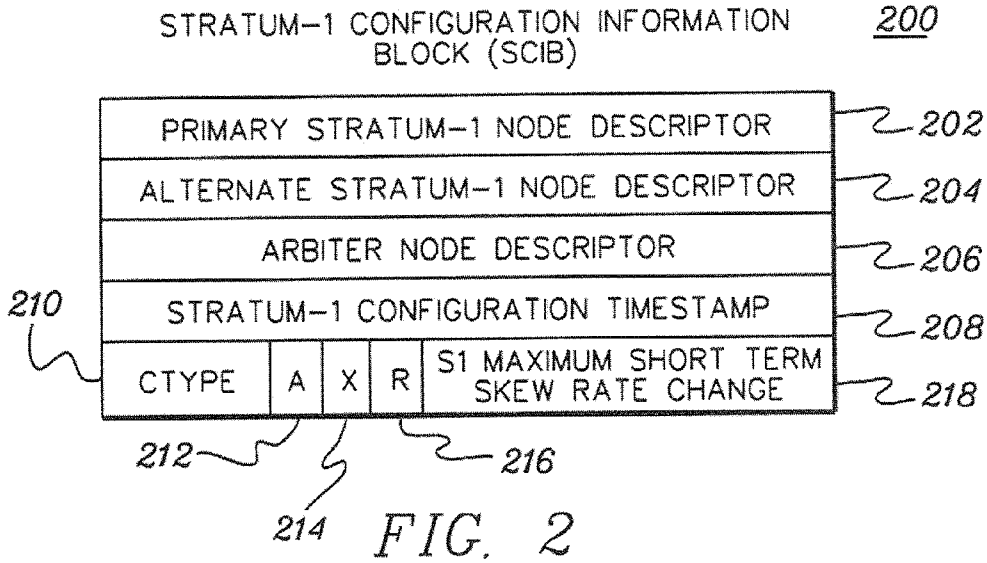 STRATUM-1 CONFIGURATION INFORMATION
BLOCK (SCIB)
200
PRIMARY STRATUM-1 NODE DESCRIPTOR
202
ALTERNATE STRATUM-1 NODE DESCRIPTOR
204
ARBITER NODE DESCRIPTOR
206
210
STRATUM-1 CONFIGURATION TIMESTAMP
208
CTYPE
A
X
R
S1 MAXIMUM SHORT TERM
SKEW RATE CHANGE
218
212
214
216
FIG. 2